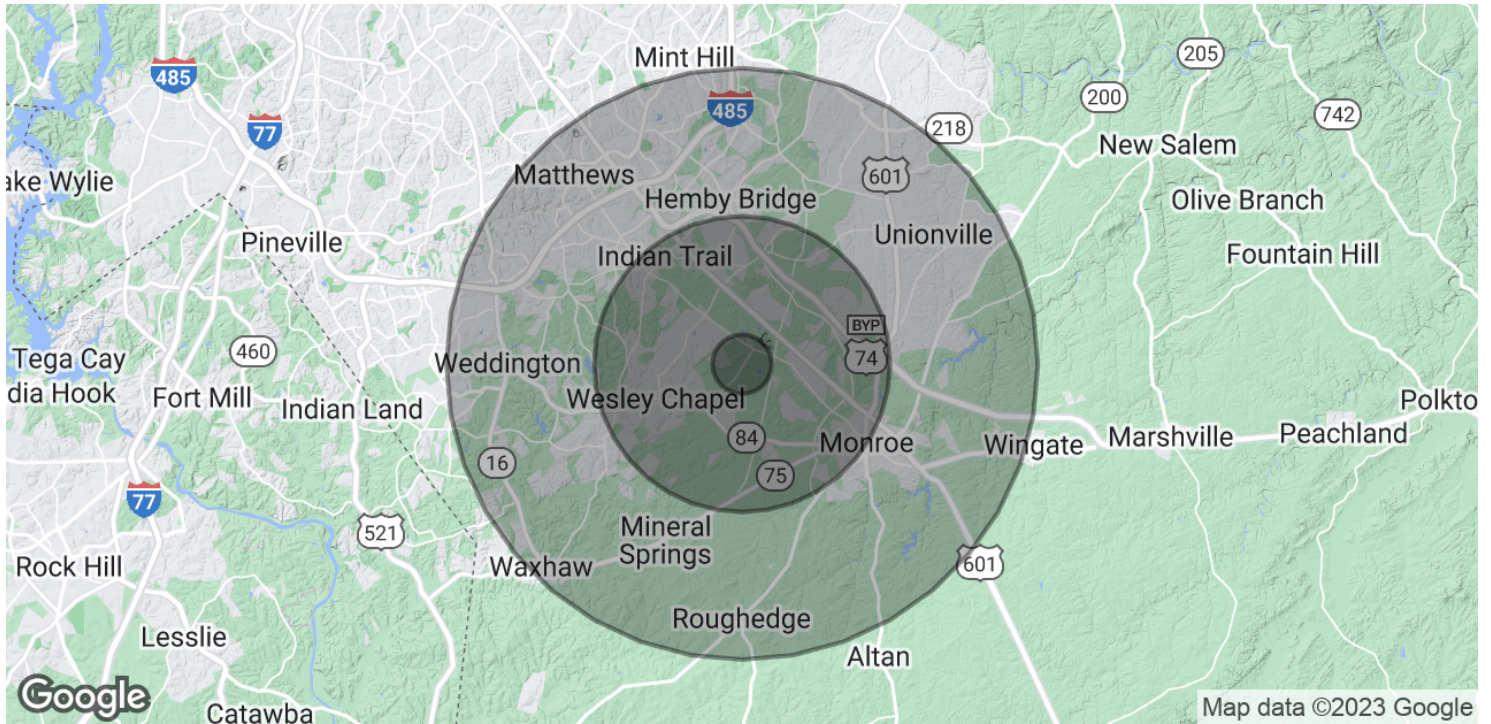 Mint Hill
205
485
200
485
742
77
218
Matthews
New Salem
601
ake Wylie
Hemby Bridge
Olive Branch
Pineville
Unionville
Indian Trail
Fountain Hill
BYP
460
Tega Cay
Weddington
74
dia Hook
Fort Mill
Wesley Chapel
Polkto
Indian Land
84
Monroe
Wingate
Marshville
Peachland
16
75
77
521
Mineral
Springs
Rock Hill
Waxhaw
601
Roughedge
Lesslie
Altan
Google
Catawba
Map data ©2023 Google